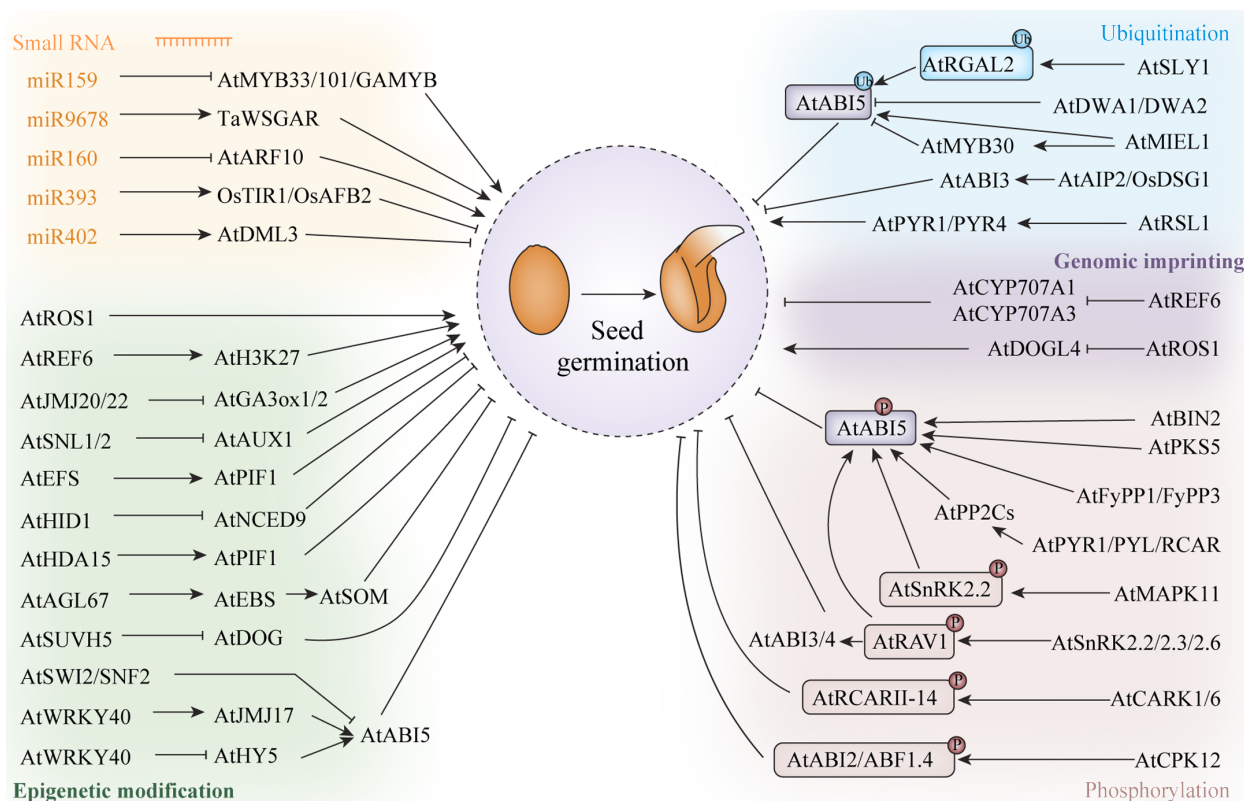 Small RNA
miR159
AtMYB33/101/GAMYB
miR9678
TaWSGAR
miR160
AtARF10
miR393
OsTIR1/OsAFB2
miR402
AtDML3
AtROS1
AtREF6
AtH3K27
AtJMJ20/22
AtGA3ox1/2
AtSNL1/2
AtAUX1
AtEFS
AtPIF1
AtHID1
AtNCED9
AtHDA15
AtPIF1
AtAGL67
AtEBS
AtSOM
AtSUVH5
AtDOG
AtSWI2/SNF2
AtWRKY40
AtJMJ17
AtABI5
AtWRKY40
AtHY5
Epigenetic modification
Seed
germination
Ubiquitination
Ub
AtRGAL2
AtSLY1
Ub
AtABI5
AtDWA1/DWA2
AtMYB30
AtMIEL1
AtABI3
AtAIP2/OsDSG1
AtPYR1/PYR4
AtRSL1
Genomic imprinting
AtCYP707A1
AtCYP707A3
AtREF6
AtDOGL4
AtROS1
P
AtABI5
AtBIN2
AtPKS5
AtFyPP1/FyPP3
AtPP2Cs
AtPYR1/PYL/RCAR
P
AtSnRK2.2
AtMAPK11
P
AtABI3/4
AtRAV1
AtSnRK2.2/2.3/2.6
P
AtRCARII-14
AtCARK1/6
P
AtABI2/ABF1.4
AtCPK12
Phosphorylation